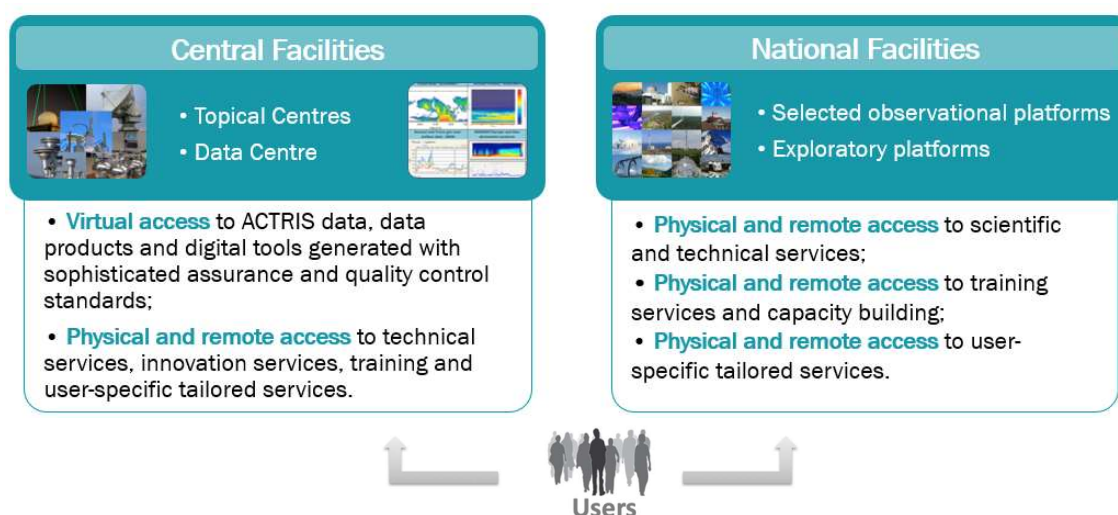 Central Facilities
• Topical Centres
• Data Centre
• Virtual access to ACTRIS data, data
products and digital tools generated with
sophisticated assurance and quality control
standards;
• Physical and remote access to technical
services, innovation services, training and
user-specific tailored services.
National Facilities
• Selected observational platforms
• Exploratory platforms
• Physical and remote access to scientific
and technical services;
• Physical and remote access to training
services and capacity building;
• Physical and remote access to user-
specific tailored services.
Users